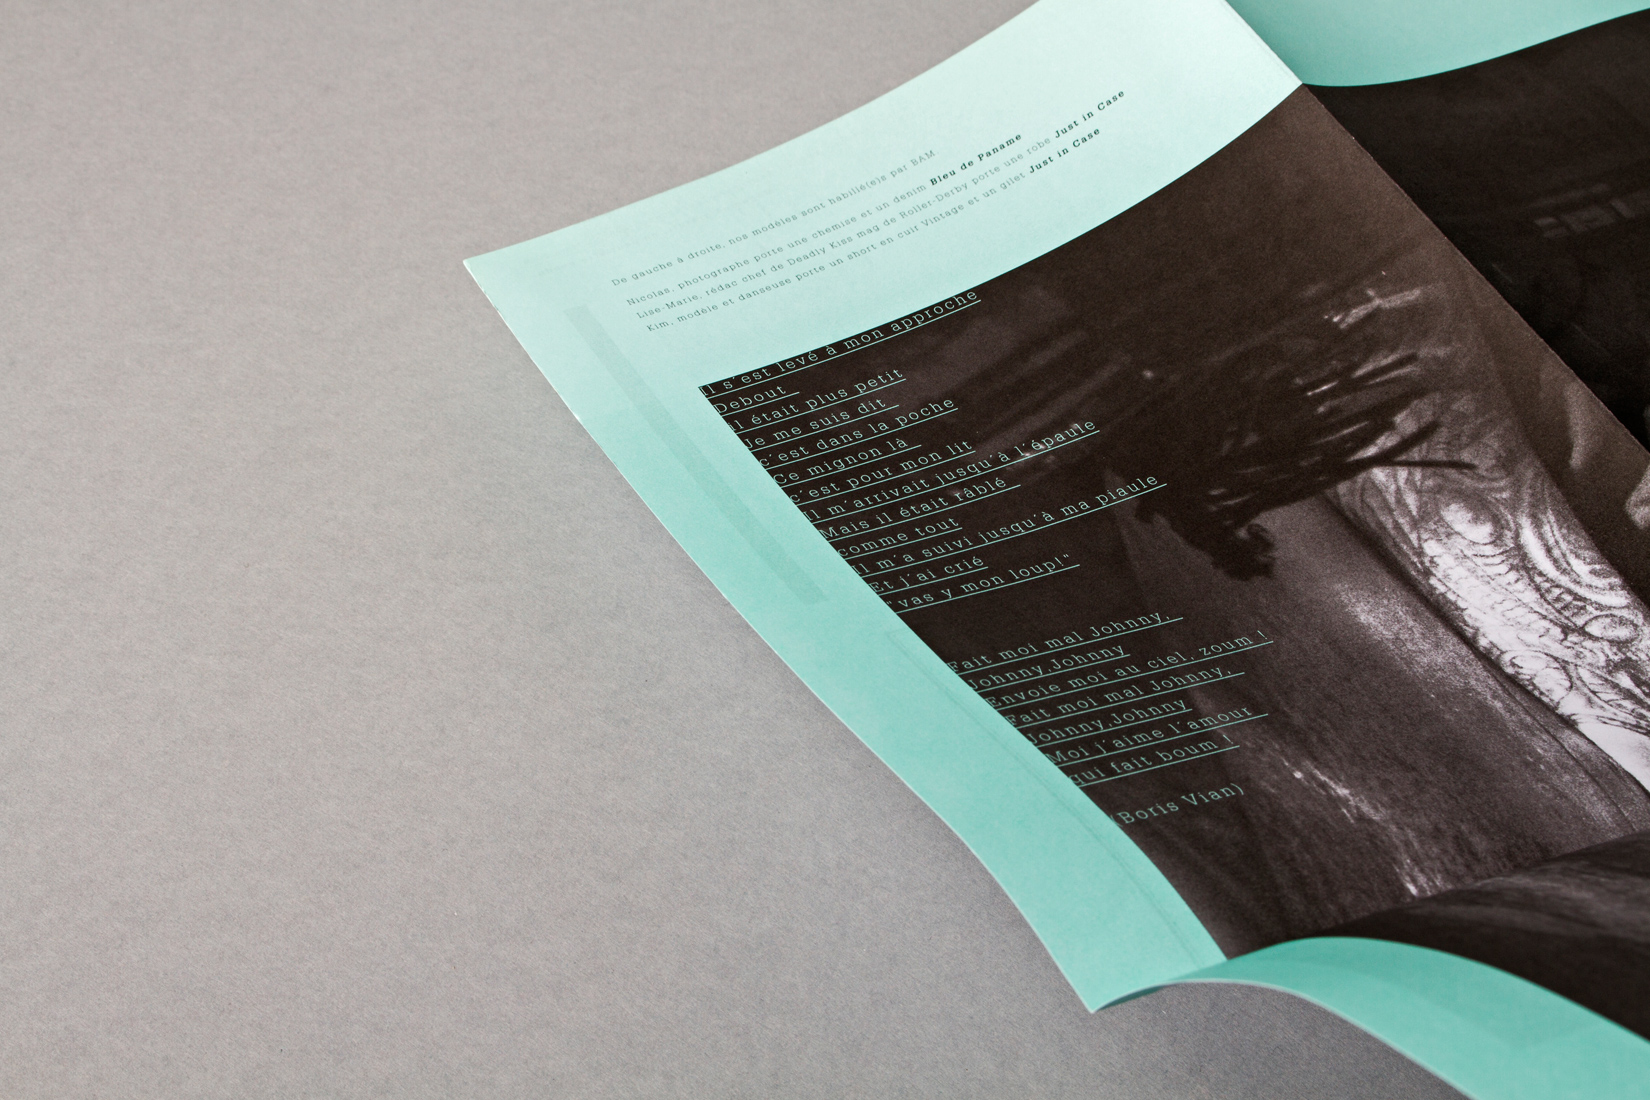 De gauche à droite, nos modèles sont habillé(e)s par BAM
Nicolas, photographe porte une chemise et un denim Bleu de Paname
Lise-Marie, rédac chef de Deadly Kiss mag de Roller-Derby porte une robe Just in Case
Kim, modèle et danseuse porte un short en cuir Vintage et un gilet Just in Case
Il s'est levé à mon approche
Debout
il était plus petit
Je me suis dit
c'est dans la poche
Ce mignon là
c'est pour mon lit
Il m'arrivait jusqu'à l'épaule
Mais il était râblé
comme tout
Il m'a suivi jusqu'à ma piaule
Et j'ai crié
"vas y mon loup!"
Fait moi mal Johnny,
Johnny,Johnny
Envoie moi au ciel, zoum !
Fait moi mal Johnny,
Johnny,Johnny
Moi j'aime l'amour
qui fait boum !
(Boris Vian)